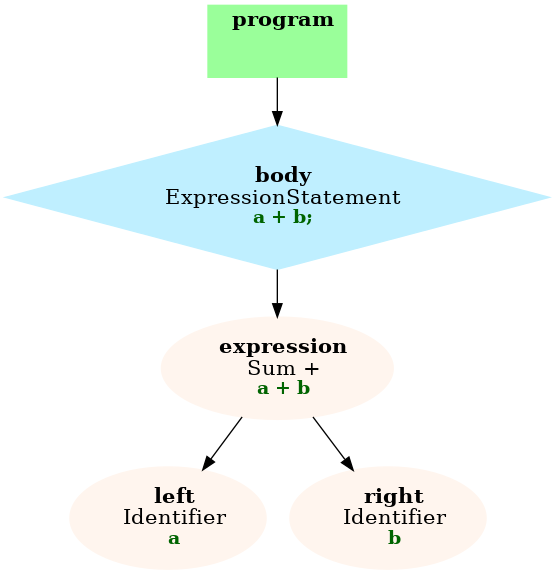 program
body
ExpressionStatement
a + b;
expression
Sum +
a + b
left
Identifier
a
right
Identifier
b